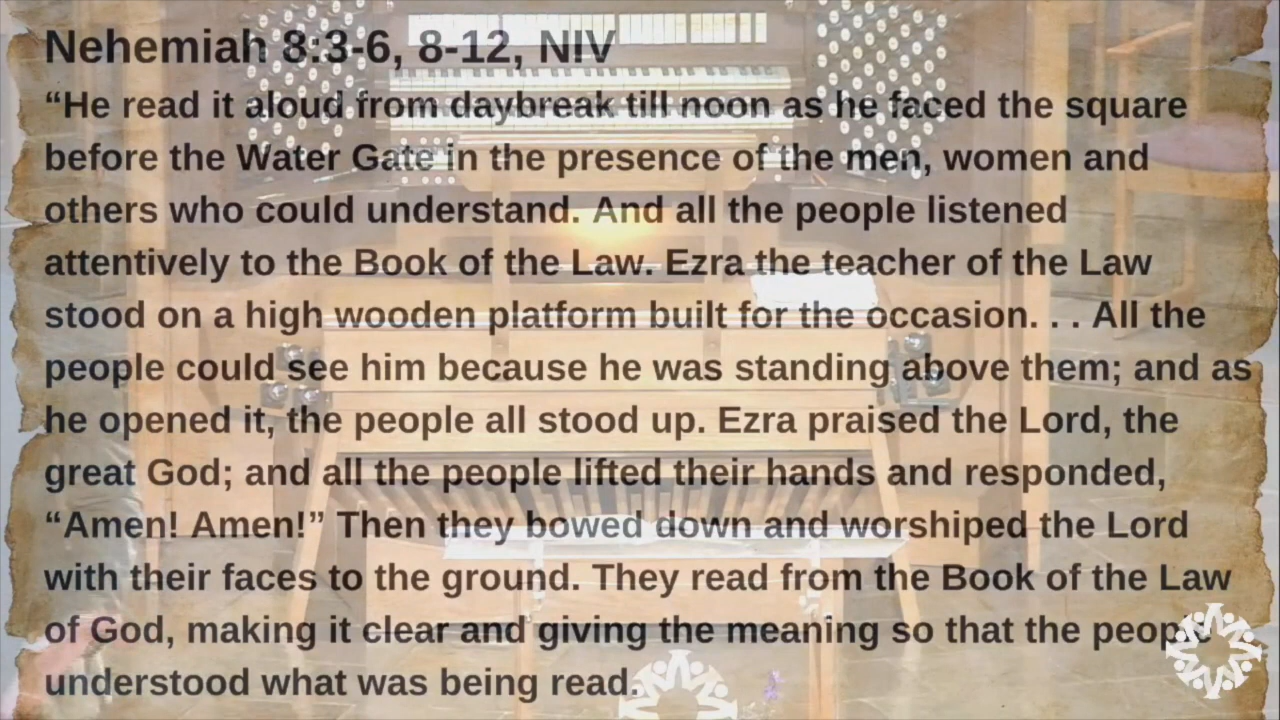 Nehemiah 8:3-6, 8-12, NIV
“He read it aloud from daybreak till noon as he faced the square
before the Water Gate in the presence of the men, women and
others who could understand. And all the people listened
attentively to the Book of the Law. Ezra the teacher of the Law
stood on a high wooden platform built for the occasion. . . All the
people could see him because he was standing above them; and as
he opened it, the people all stood up. Ezra praised the Lord, the
great God; and all the people lifted their hands and responded,
“Amen! Amen!” Then they bowed down and worshiped the Lord
with their faces to the ground. They read from the Book of the Law
of God, making it clear and giving the meaning so that the people
understood what was being read.